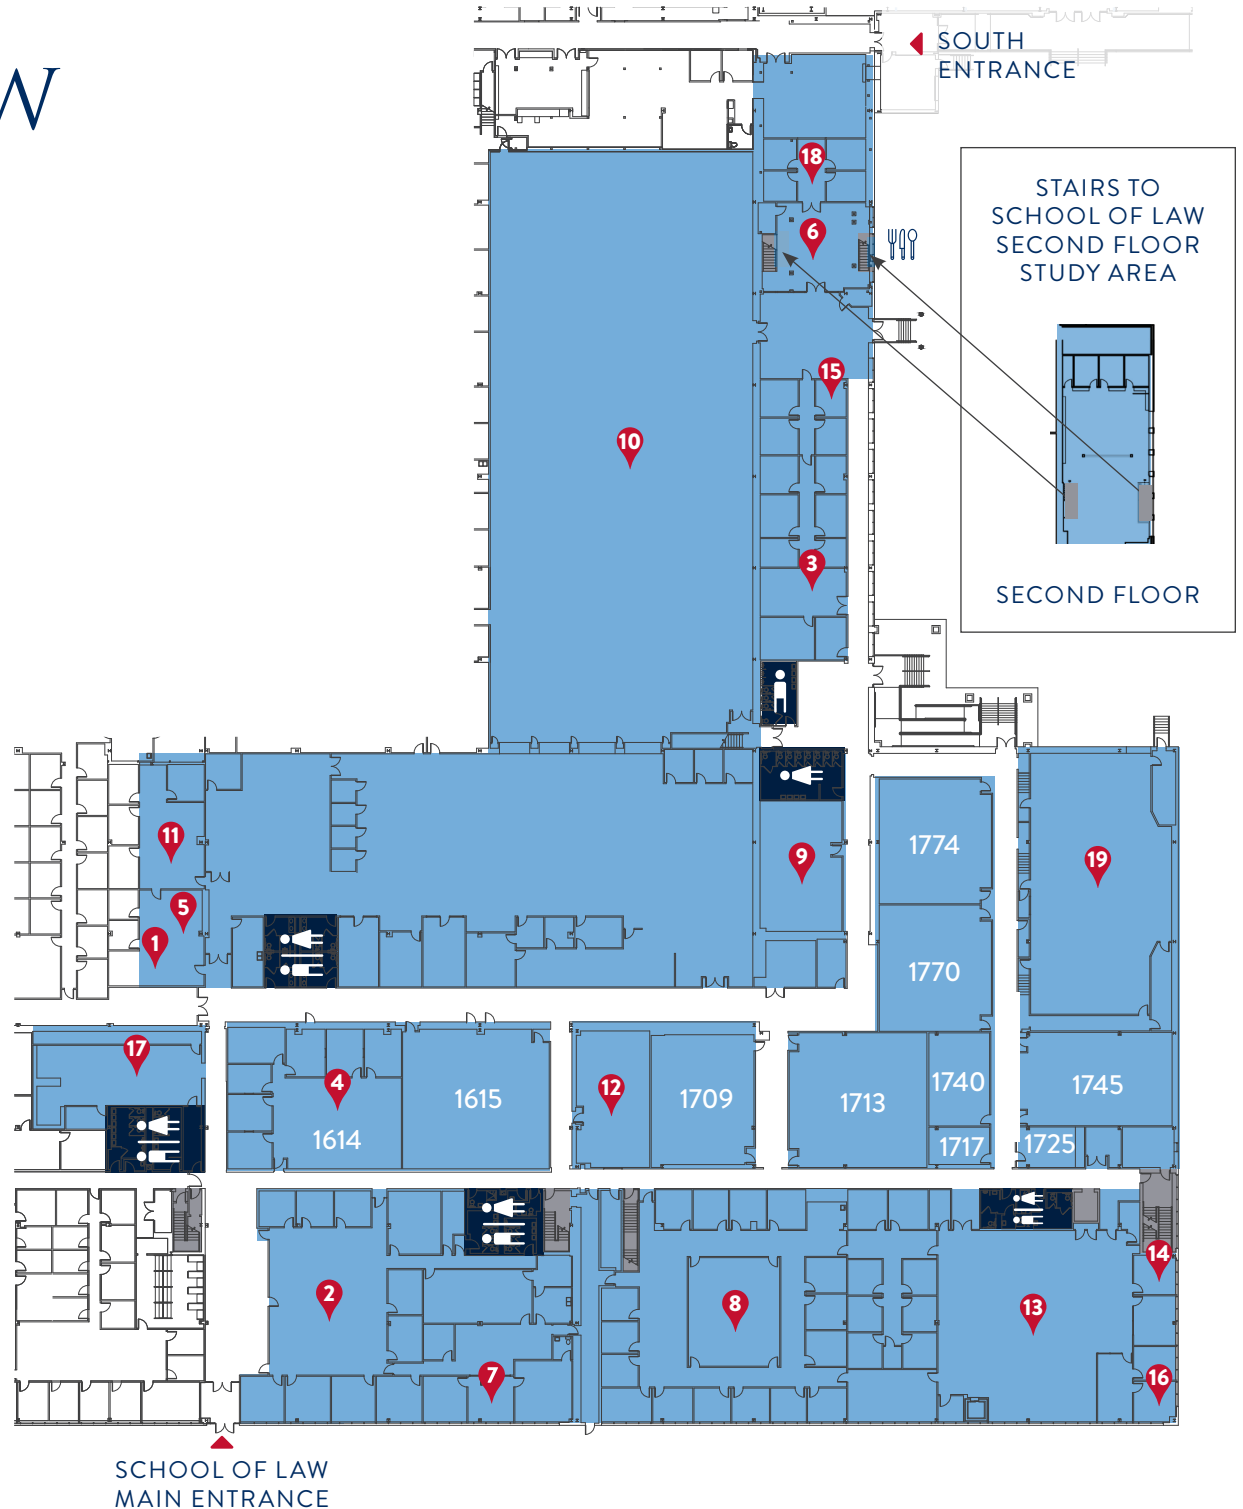 W
SOUTH
ENTRANCE
STAIRS TO
SCHOOL OF LAW
SECOND FLOOR
STUDY AREA
SECOND FLOOR
18
6
15
10
3
11
5
1
9
1774
19
1770
17
4
1614
1615
12
1709
1713
1740
1717
1745
1725
2
7
8
13
14
16
SCHOOL OF LAW
MAIN ENTRANCE